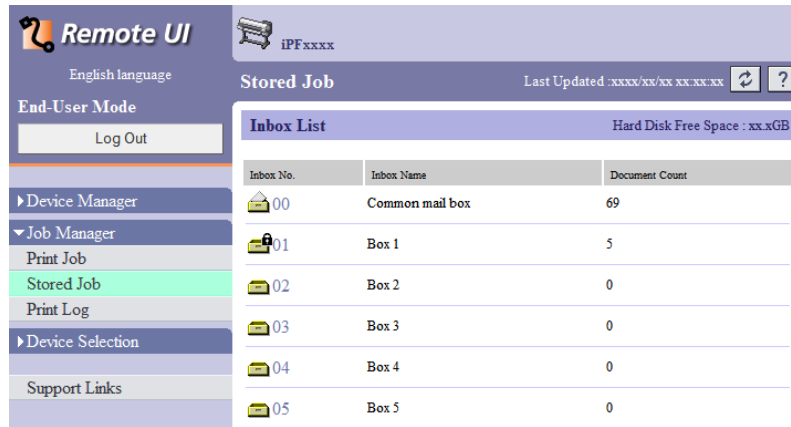 Remote UI
English language
End-User Mode
Log Out
Device Manager
Job Manager
Print Job
Stored Job
Print Log
Device Selection
Support Links
iPFxxxx
Stored Job Last Updated :xxxx/xx/xx xx:xx:xx ?
Inbox List Hard Disk Free Space : xx.xGB
Inbox No. Inbox Name Document Count
00 Common mail box 69
01 Box 1 5
02 Box 2 0
03 Box 3 0
04 Box 4 0
05 Box 5 0